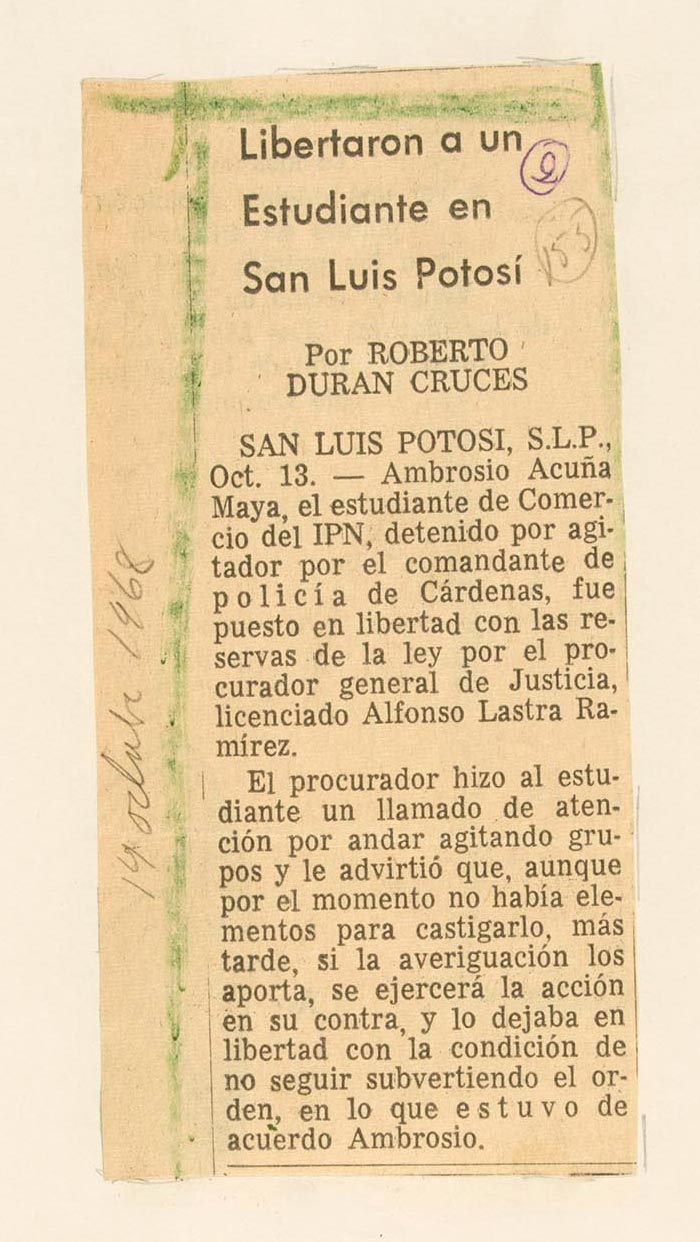 Libertaron a un
Estudiante en
San Luis Potosí
9
155
Por ROBERTO
DURAN CRUCES
SAN LUIS POTOSI, S.L.P.,
Oct. 13. — Ambrosio Acuña
Maya, el estudiante de Comer-
cio del IPN, detenido por agi-
tador por el comandante de
policía de Cárdenas, fue
puesto en libertad con las re-
servas de la ley por el pro-
curador general de Justicia,
licenciado Alfonso Lastra Ra-
mírez.
El procurador hizo al estu-
diante un llamado de aten-
ción por andar agitando gru-
pos y le advirtió que, aunque
por el momento no había ele-
mentos para castigarlo, más
tarde, si la averiguación los
aporta, se ejercerá la acción
en su contra, y lo dejaba en
libertad con la condición de
no seguir subvertiendo el or-
den, en lo que estuvo de
acuerdo Ambrosio.
14 octubre 1968